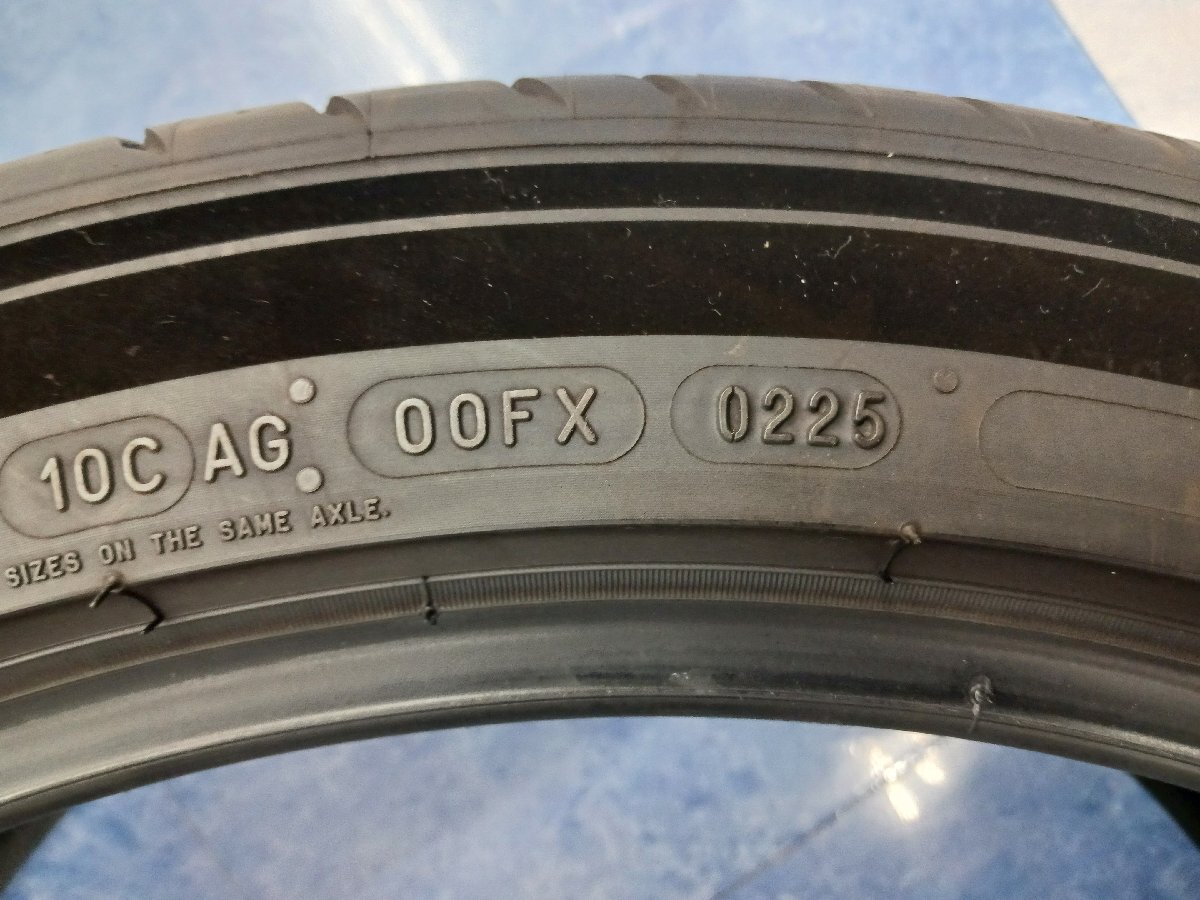 10C AG 00FX 0225
SIZES ON THE SAME AXLE.